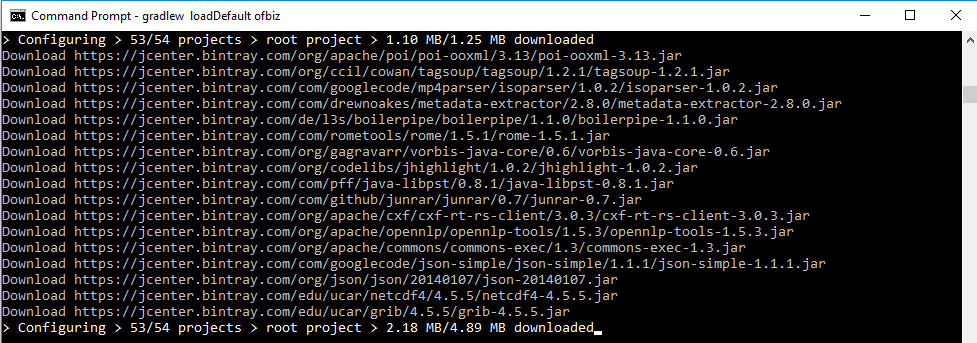 Command Prompt - gradlew  loadDefault ofbiz
> Configuring > 53/54 projects > root project > 1.10 MB/1.25 MB downloaded
Download https://jcenter.bintray.com/org/apache/poi/poi-ooxml/3.13/poi-ooxml-3.13.jar
Download https://jcenter.bintray.com/org/ccil/cowan/tagsoup/tagsoup/1.2.1/tagsoup-1.2.1.jar
Download https://jcenter.bintray.com/com/googlecode/mp4parser/isoparser/1.0.2/isoparser-1.0.2.jar
Download https://jcenter.bintray.com/com/drewnoakes/metadata-extractor/2.8.0/metadata-extractor-2.8.0.jar
Download https://jcenter.bintray.com/de/l3s/boilerpipe/boilerpipe/1.1.0/boilerpipe-1.1.0.jar
Download https://jcenter.bintray.com/com/rometools/rome/1.5.1/rome-1.5.1.jar
Download https://jcenter.bintray.com/org/gagravarr/vorbis-java-core/0.6/vorbis-java-core-0.6.jar
Download https://jcenter.bintray.com/org/codelibs/jhighlight/1.0.2/jhighlight-1.0.2.jar
Download https://jcenter.bintray.com/com/pff/java-libpst/0.8.1/java-libpst-0.8.1.jar
Download https://jcenter.bintray.com/com/github/junrar/junrar/0.7/junrar-0.7.jar
Download https://jcenter.bintray.com/org/apache/cxf/cxf-rt-rs-client/3.0.3/cxf-rt-rs-client-3.0.3.jar
Download https://jcenter.bintray.com/org/apache/opennlp/opennlp-tools/1.5.3/opennlp-tools-1.5.3.jar
Download https://jcenter.bintray.com/org/apache/commons/commons-exec/1.3/commons-exec-1.3.jar
Download https://jcenter.bintray.com/com/googlecode/json-simple/json-simple/1.1.1/json-simple-1.1.1.jar
Download https://jcenter.bintray.com/org/json/json/20140107/json-20140107.jar
Download https://jcenter.bintray.com/edu/ucar/netcdf4/4.5.5/netcdf4-4.5.5.jar
Download https://jcenter.bintray.com/edu/ucar/grib/4.5.5/grib-4.5.5.jar
> Configuring > 53/54 projects > root project > 2.18 MB/4.89 MB downloaded